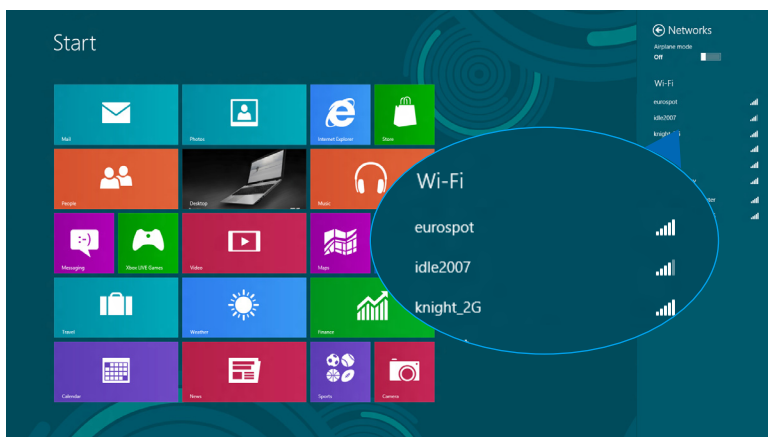 Start
Mail
Photos
Internet Explorer
Store
People
Desktop
Music
Messaging
Xbox LIVE Games
Video
Maps
Travel
Weather
Finance
Calendar
News
Sports
Camera
Networks
Airplane mode
Off
Wi-Fi
eurospot
idle2007
Wi-Fi
eurospot
idle2007
knight_2G